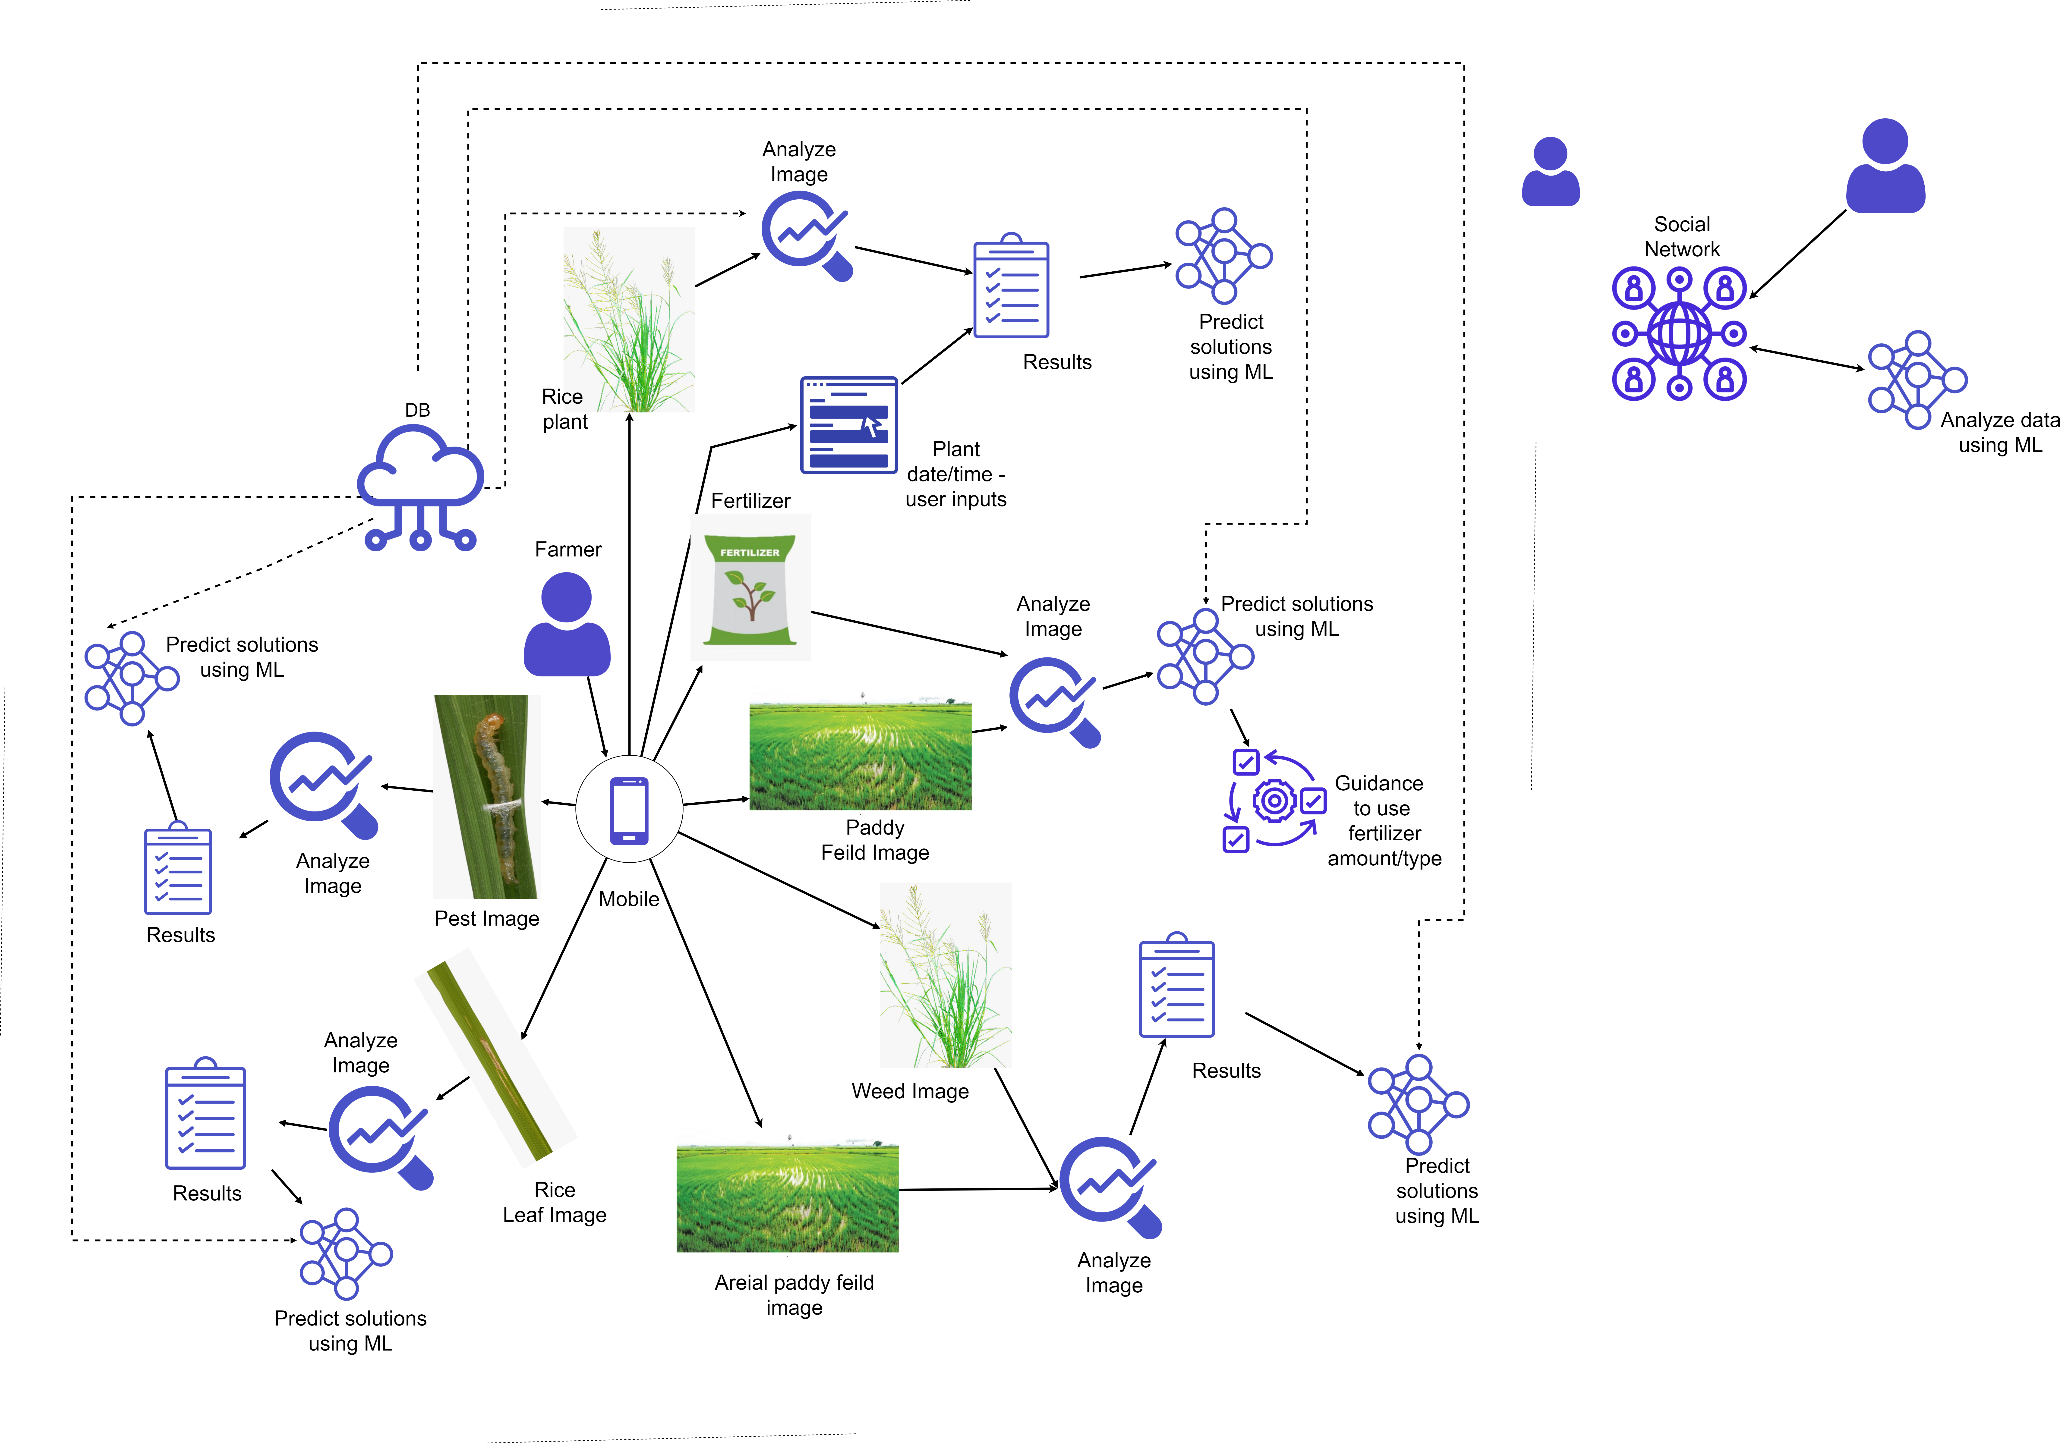 Analyze
Image
Social
Network
Predict
solutions
using ML
Results
Rice
plant
DB
Analyze data
using ML
Plant
date/time -
user inputs
Fertilizer
FERTILIZER
Farmer
Analyze
Image
Predict solutions
using ML
Predict solutions
using ML
Guidance
to use
fertilizer
amount/type
Paddy
Feild Image
Analyze
Image
Mobile
Pest Image
Results
Analyze
Image
Results
Weed Image
Predict
solutions
using ML
Results
Rice
Leaf Image
Analyze
Image
Areial paddy feild
image
Predict solutions
using ML